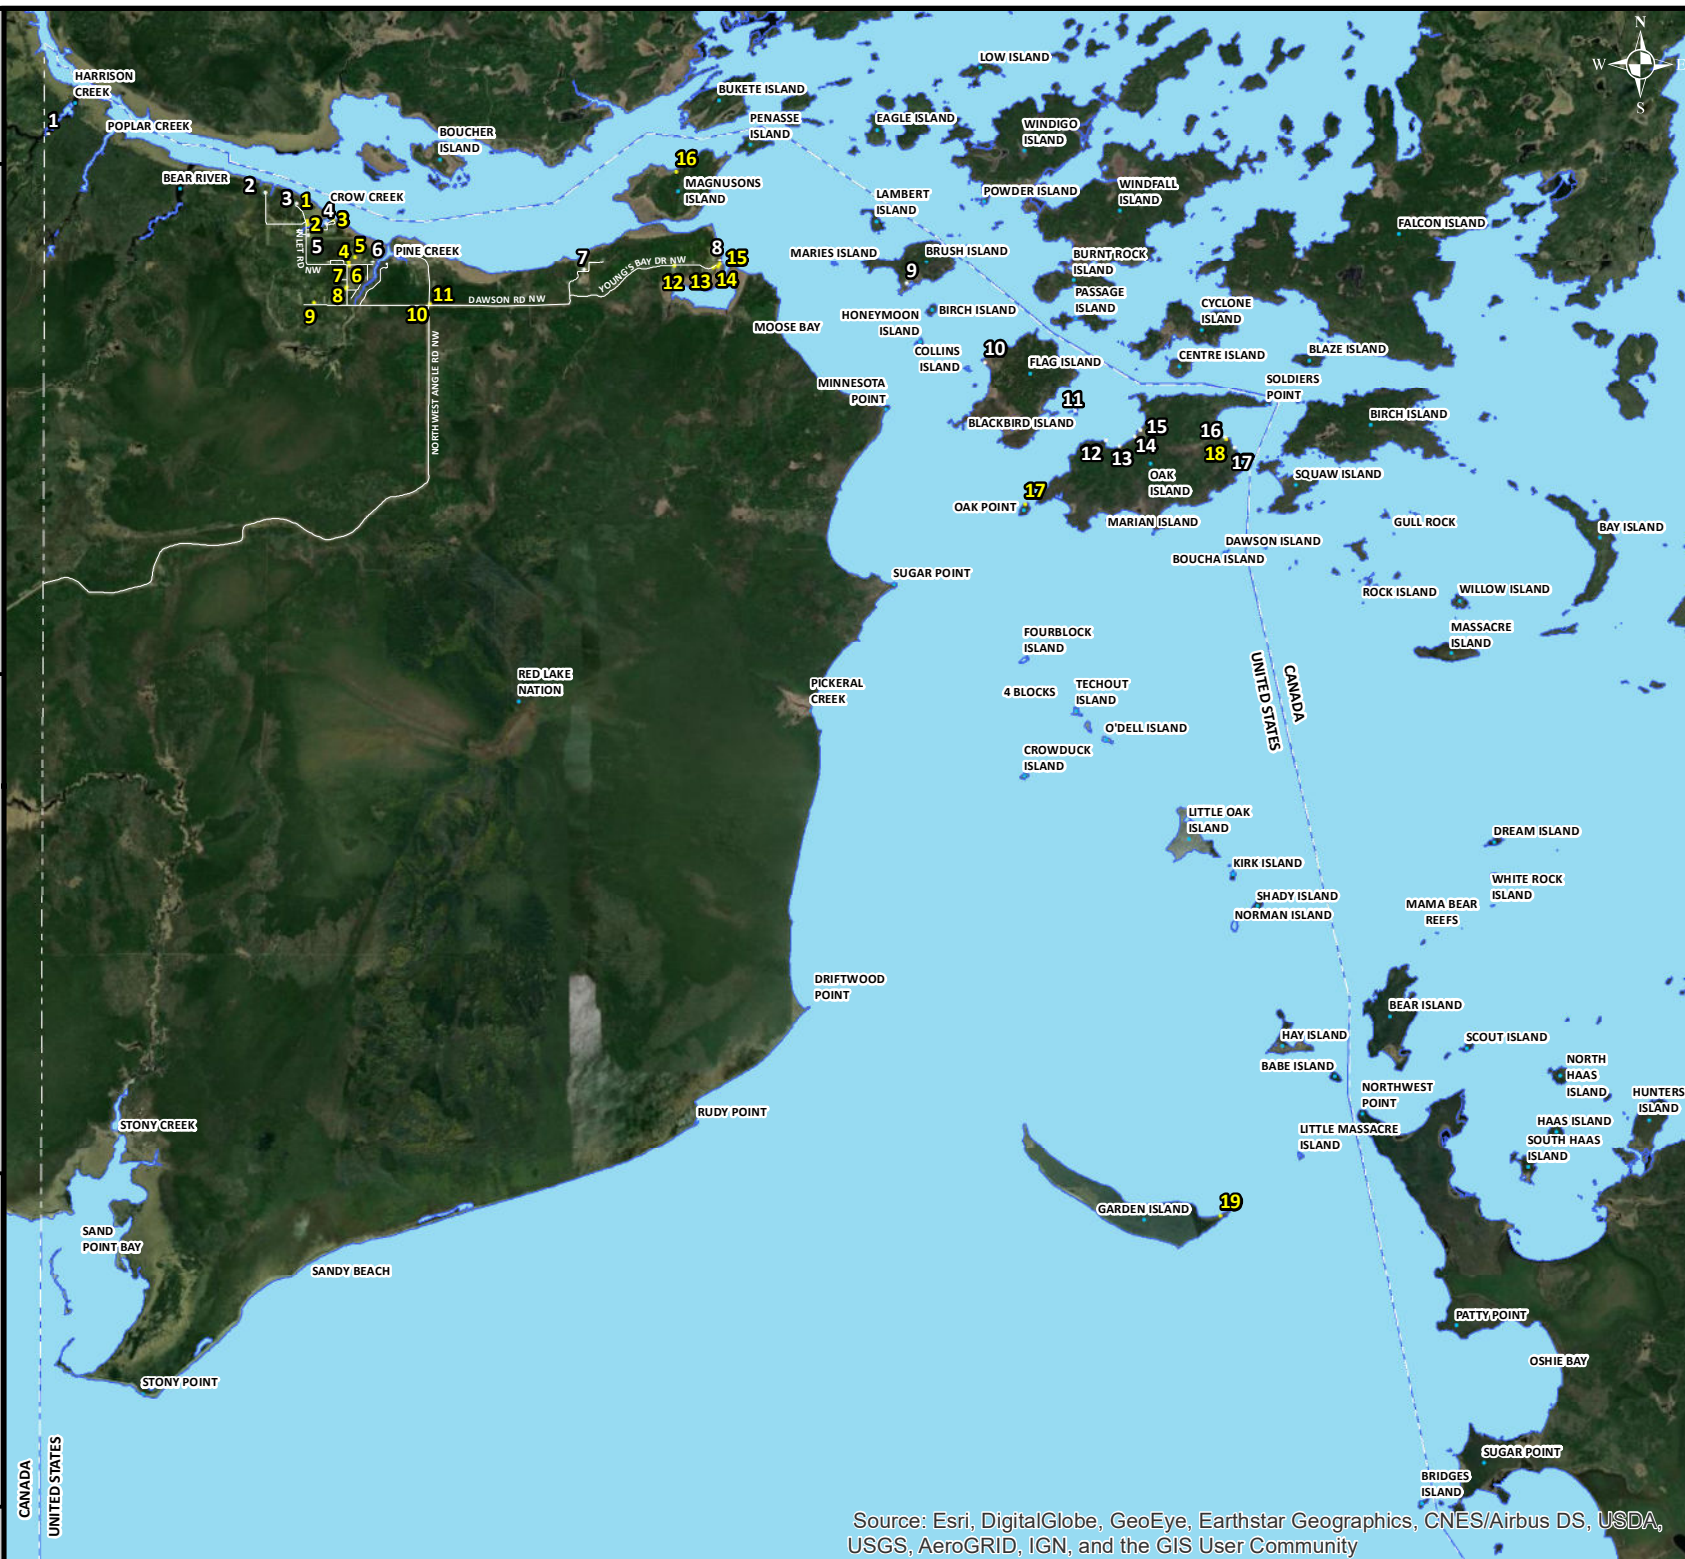 N
W E
S
LOW ISLAND
HARRISON
CREEK
BUKETE ISLAND
1
POPLAR CREEK
PENASSE
ISLAND
EAGLE ISLAND
WINDIGO
ISLAND
BOUCHER
ISLAND
16
BEAR RIVER
2
MAGNUSONS
ISLAND
LAMBERT
ISLAND
POWDER ISLAND
WINDFALL
ISLAND
3
1
CROW CREEK
4
2
3
FALCON ISLAND
5
INLET RD
NW
4
5
6
PINE CREEK
7
8
15
MARIES ISLAND
BRUSH ISLAND
BURNT ROCK
ISLAND
YOUNG'S BAY DR NW
9
7
6
12
13
14
8
11
DAWSON RD NW
PASSAGE
ISLAND
9
10
HONEYMOON
ISLAND
BIRCH ISLAND
CYCLONE
ISLAND
MOOSE BAY
NORTHWEST ANGLE RD NW
COLLINS
ISLAND
10
FLAG ISLAND
CENTRE ISLAND
BLAZE ISLAND
MINNESOTA
POINT
SOLDIERS
POINT
11
BLACKBIRD ISLAND
BIRCH ISLAND
15
16
12
13
14
18
17
OAK
ISLAND
SQUAW ISLAND
17
OAK POINT
MARIAN ISLAND
GULL ROCK
BAY ISLAND
DAWSON ISLAND
BOUCHA ISLAND
SUGAR POINT
ROCK ISLAND
WILLOW ISLAND
FOURBLOCK
ISLAND
MASSACRE
ISLAND
RED LAKE
NATION
PICKERAL
CREEK
4 BLOCKS
TECHOUT
ISLAND
UNITED STATES
CANADA
O'DELL ISLAND
CROWDUCK
ISLAND
LITTLE OAK
ISLAND
DREAM ISLAND
KIRK ISLAND
WHITE ROCK
ISLAND
SHADY ISLAND
NORMAN ISLAND
MAMA BEAR
REEFS
DRIFTWOOD
POINT
BEAR ISLAND
HAY ISLAND
SCOUT ISLAND
BABE ISLAND
NORTH
HAAS
ISLAND
NORTHWEST
POINT
HUNTERS
ISLAND
RUDY POINT
STONY CREEK
LITTLE MASSACRE
ISLAND
HAAS ISLAND
SOUTH HAAS
ISLAND
19
GARDEN ISLAND
SAND
POINT BAY
SANDY BEACH
PATTY POINT
OSHIE BAY
STONY POINT
SUGAR POINT
CANADA
UNITED STATES
BRIDGES
ISLAND
Source: Esri, DigitalGlobe, GeoEye, Earthstar Geographics, CNES/Airbus DS, USDA,
USGS, AeroGRID, IGN, and the GIS User Community